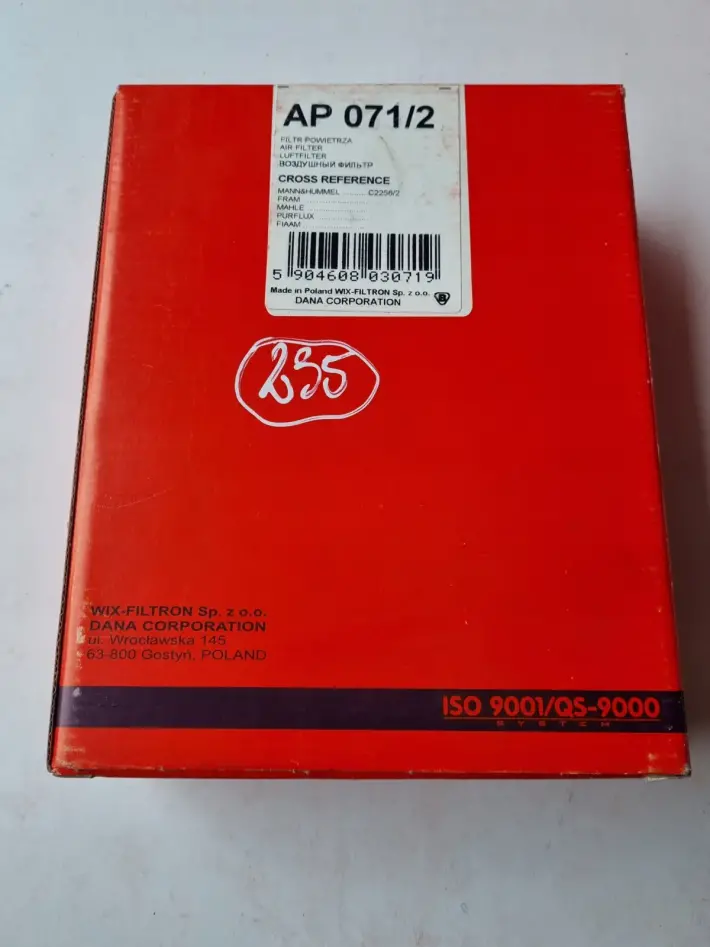 AP 071/2
FILTR POWIETRZA
AIR FILTER
LUFTFILTER
ВОЗДУШНЫЙ ФИЛЬТР
CROSS REFERENCE
MANN&HUMMEL ........ C2256/2
FRAM ........................
MAHLE ........................
PURFLUX ........................
FIAAM ........................
5 904608 030719
Made in Poland WIX-FILTRON Sp. z o.o.
DANA CORPORATION
B
235
WIX-FILTRON Sp. z o.o.
DANA CORPORATION
ul. Wrocławska 145
63-800 Gostyń, POLAND
ISO 9001/QS-9000
SYSTEM